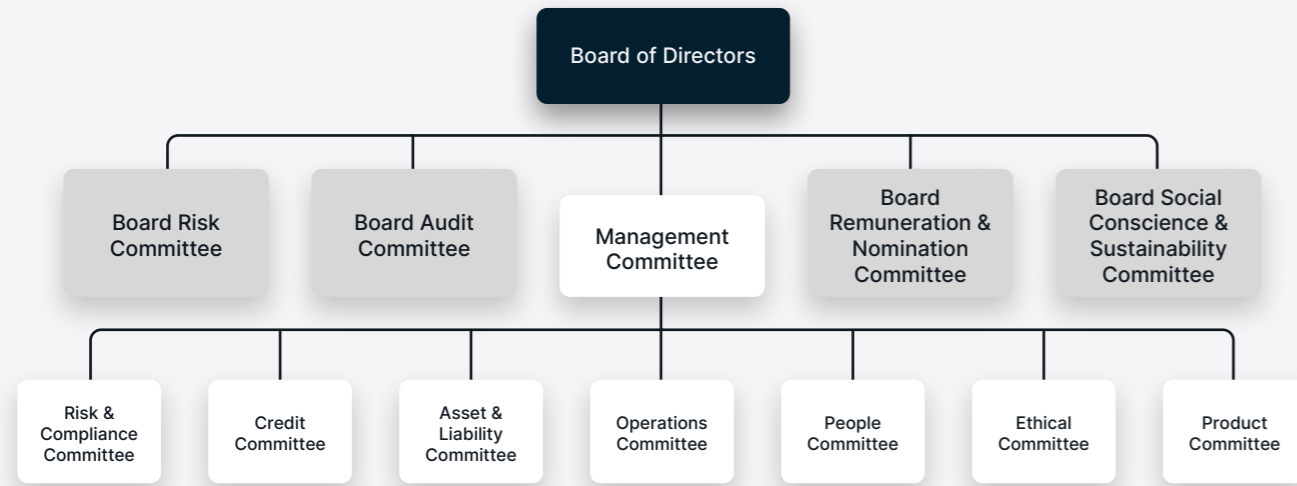 Board of Directors
Board Risk
Committee
Board Audit
Committee
Management
Committee
Board
Remuneration &
Nomination
Committee
Board Social
Conscience &
Sustainability
Committee
Risk &
Compliance
Committee
Credit
Committee
Asset &
Liability
Committee
Operations
Committee
People
Committee
Ethical
Committee
Product
Committee